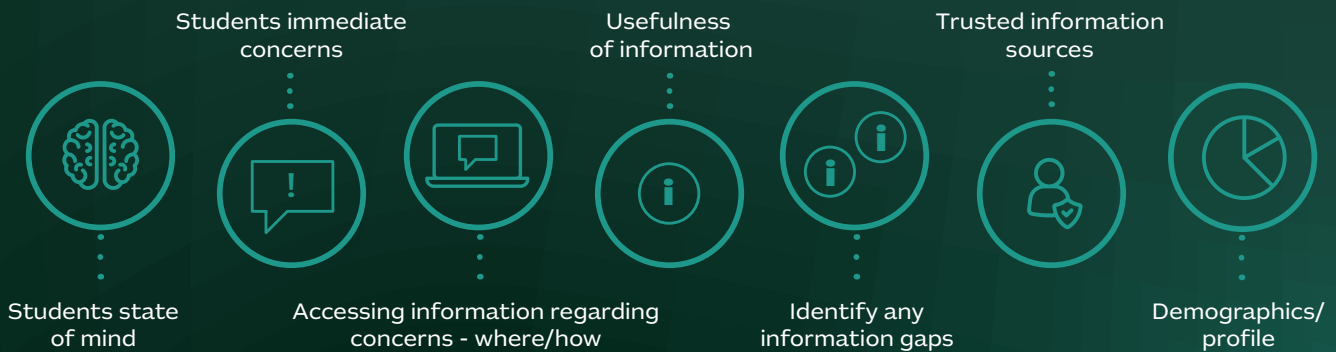 Students immediate
concerns
Usefulness
of information
Trusted information
sources
!
i
i
i
Students state
of mind
Accessing information regarding
concerns - where/how
Identify any
information gaps
Demographics/
profile